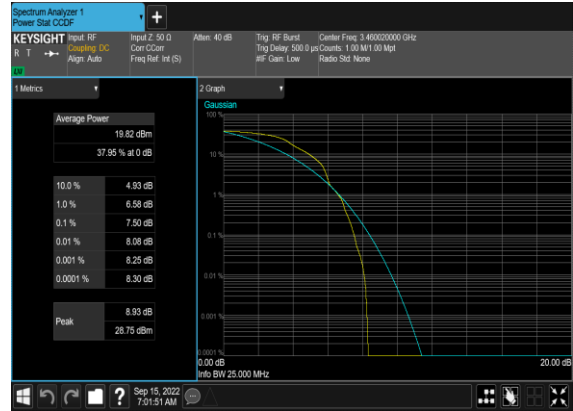 Spectrum Analyzer 1
Power Stat CCDF
KEYSIGHT
R T
LXI
Input: RF
Coupling: DC
Align: Auto
Input Z: 50 Ω
Corr CCorr
Freq Ref: Int (S)
Atten: 40 dB
Trig: RF Burst
Trig Delay: 500.0 µs
#IF Gain: Low
Center Freq: 3.460020000 GHz
Counts: 1.00 M/1.00 Mpt
Radio Std: None
1 Metrics
Average Power
19.82 dBm
37.95 % at 0 dB
10.0 % 4.93 dB
1.0 % 6.58 dB
0.1 % 7.50 dB
0.01 % 8.08 dB
0.001 % 8.25 dB
0.0001 % 8.30 dB
Peak
8.93 dB
28.75 dBm
2 Graph
Gaussian
100 %
10 %
1 %
0.1 %
0.01 %
0.001 %
0.0001 %
0.00 dB
20.00 dB
Info BW 25.000 MHz
?
Sep 15, 2022
7:01:51 AM